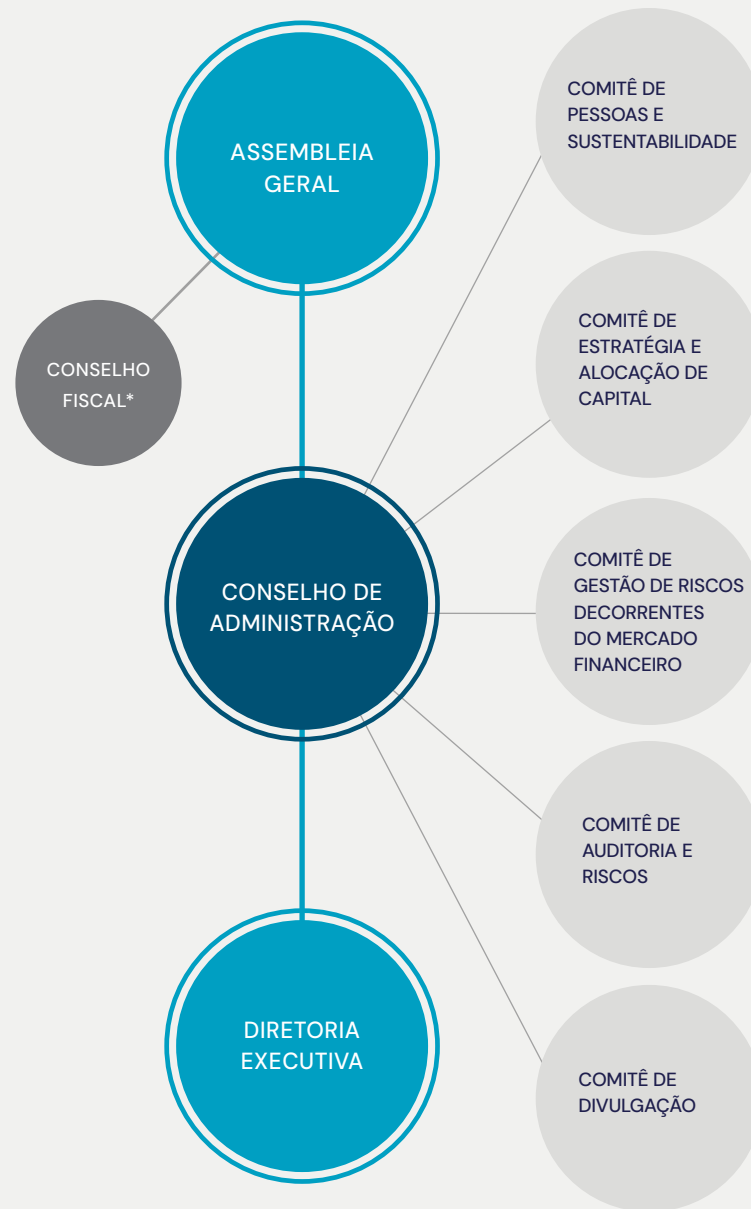 ASSEMBLEIA
GERAL
CONSELHO
FISCAL*
CONSELHO DE
ADMINISTRAÇÃO
DIRETORIA
EXECUTIVA
COMITÊ DE
PESSOAS E
SUSTENTABILIDADE
COMITÊ DE
ESTRATÉGIA E
ALOCAÇÃO DE
CAPITAL
COMITÊ DE
GESTÃO DE RISCOS
DECORRENTES
DO MERCADO
FINANCEIRO
COMITÊ DE
AUDITORIA E
RISCOS
COMITÊ DE
DIVULGAÇÃO